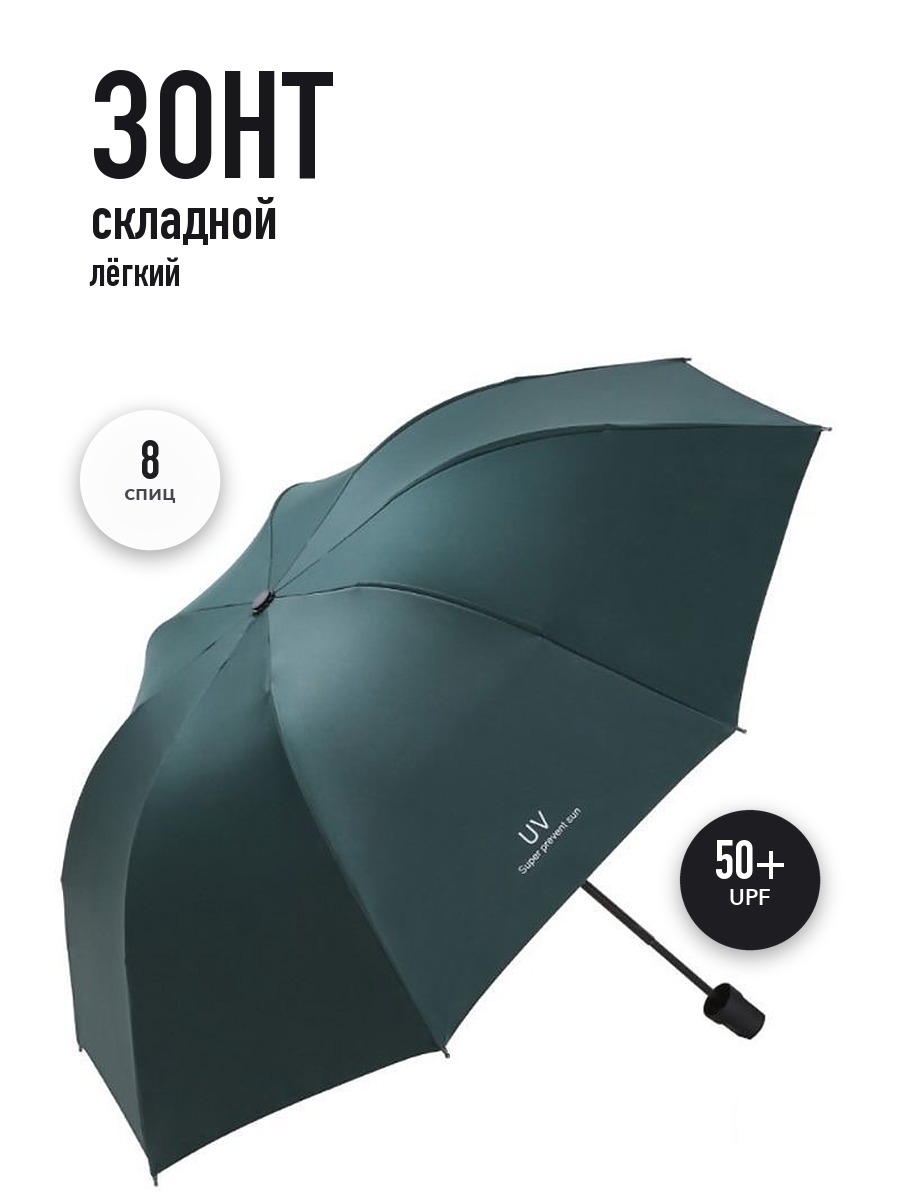 ЗОНТ
складной
лёгкий
8
спиц
UV
Super prevent sun
50+
UPF